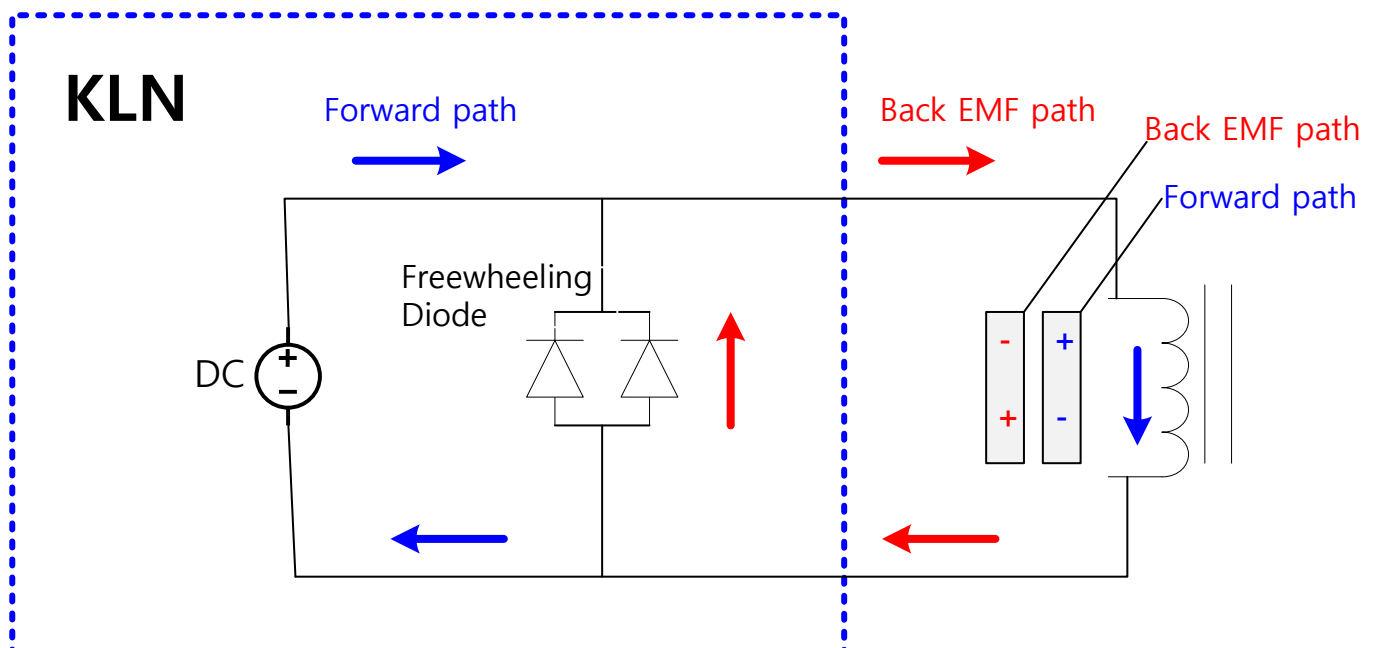 KLN
Forward path
Back EMF path
Back EMF path
Forward path
Freewheeling
Diode
DC
+
−
-
+
+
-